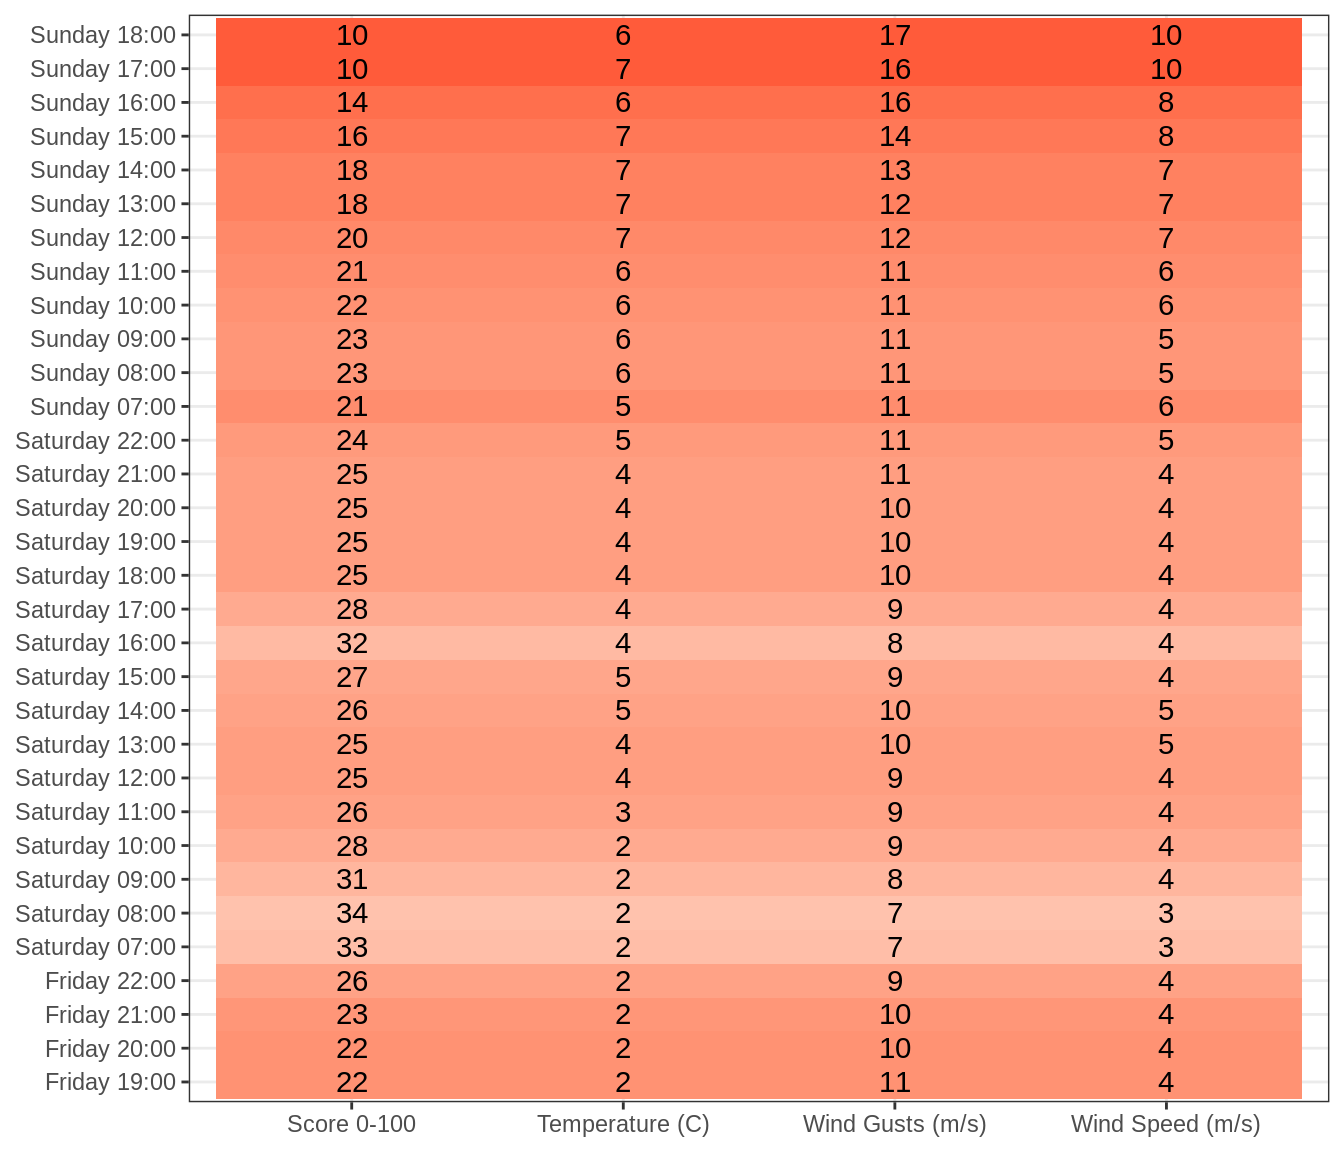 Sunday 18:00 10 6 17 10
Sunday 17:00 10 7 16 10
Sunday 16:00 14 6 16 8
Sunday 15:00 16 7 14 8
Sunday 14:00 18 7 13 7
Sunday 13:00 18 7 12 7
Sunday 12:00 20 7 12 7
Sunday 11:00 21 6 11 6
Sunday 10:00 22 6 11 6
Sunday 09:00 23 6 11 5
Sunday 08:00 23 6 11 5
Sunday 07:00 21 5 11 6
Saturday 22:00 24 5 11 5
Saturday 21:00 25 4 11 4
Saturday 20:00 25 4 10 4
Saturday 19:00 25 4 10 4
Saturday 18:00 25 4 10 4
Saturday 17:00 28 4 9 4
Saturday 16:00 32 4 8 4
Saturday 15:00 27 5 9 4
Saturday 14:00 26 5 10 5
Saturday 13:00 25 4 10 5
Saturday 12:00 25 4 9 4
Saturday 11:00 26 3 9 4
Saturday 10:00 28 2 9 4
Saturday 09:00 31 2 8 4
Saturday 08:00 34 2 7 3
Saturday 07:00 33 2 7 3
Friday 22:00 26 2 9 4
Friday 21:00 23 2 10 4
Friday 20:00 22 2 10 4
Friday 19:00 22 2 11 4
Score 0-100 Temperature (C) Wind Gusts (m/s) Wind Speed (m/s)